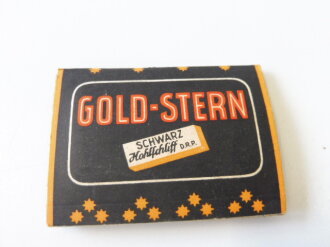 GOLD-STERN
SCHWARZ
Hohlschliff D.R.P.